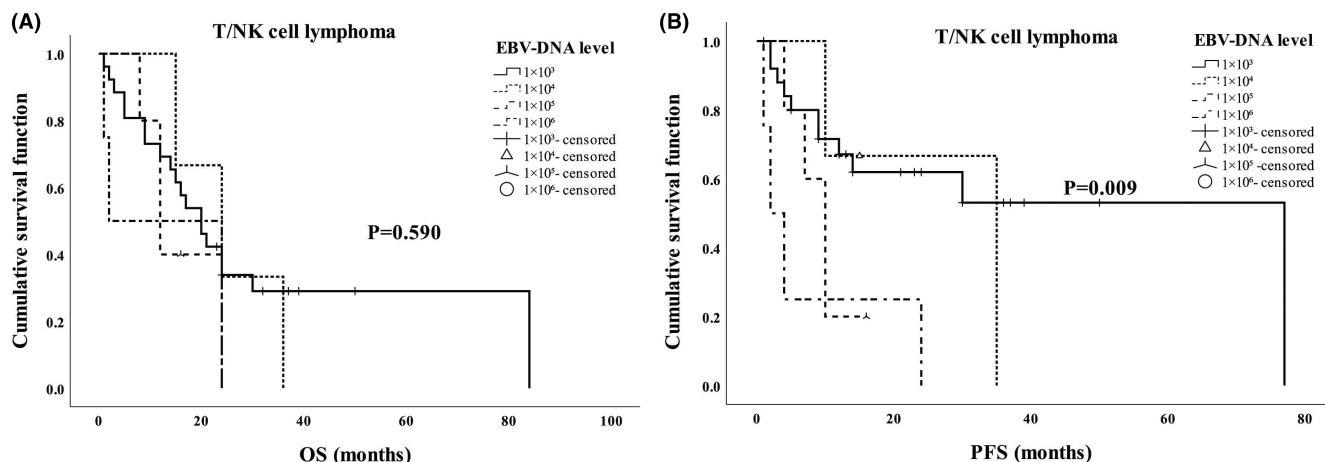 (A)
T/NK cell lymphoma
EBV-DNA level
1×10³
1×10⁴
1×10⁵
1×10⁶
1×10³- censored
1×10⁴- censored
1×10⁵ -censored
1×10⁶- censored
P=0.590
Cumulative survival function
1.0
0.8
0.6
0.4
0.2
0.0
0 20 40 60 80 100
OS (months)
(B)
T/NK cell lymphoma
EBV-DNA level
1×10³
1×10⁴
1×10⁵
1×10⁶
1×10³- censored
1×10⁴- censored
1×10⁵ -censored
1×10⁶- censored
P=0.009
Cumulative survival function
1.0
0.8
0.6
0.4
0.2
0.0
0 20 40 60 80
PFS (months)